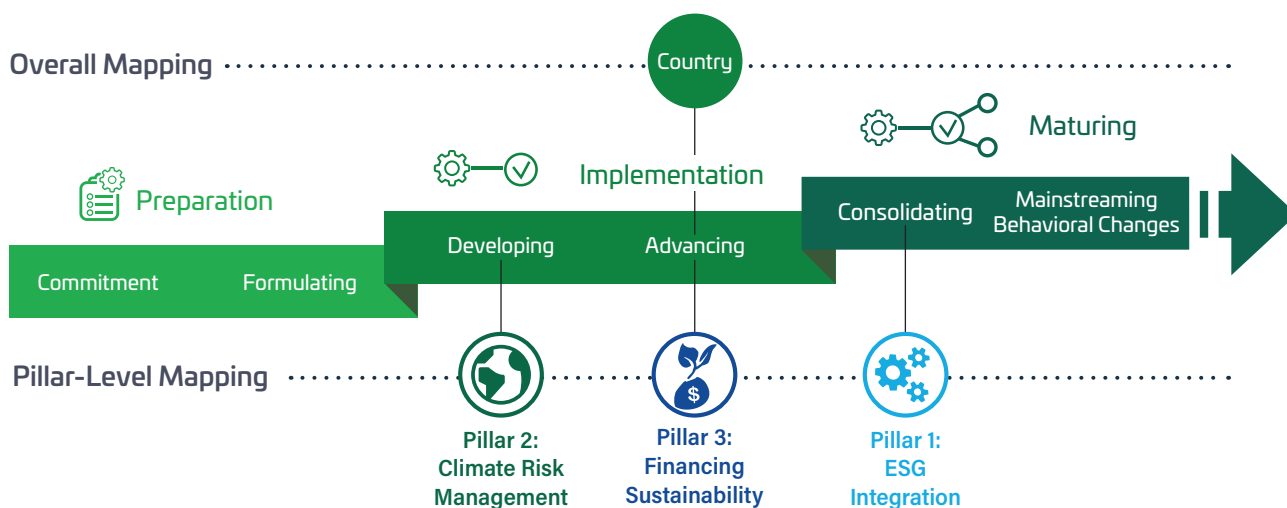 Overall Mapping
Country
Maturing
Implementation
Preparation
Consolidating
Mainstreaming
Behavioral Changes
Developing
Advancing
Commitment
Formulating
Pillar-Level Mapping
$
Pillar 2:
Climate Risk
Management
Pillar 3:
Financing
Sustainability
Pillar 1:
ESG
Integration